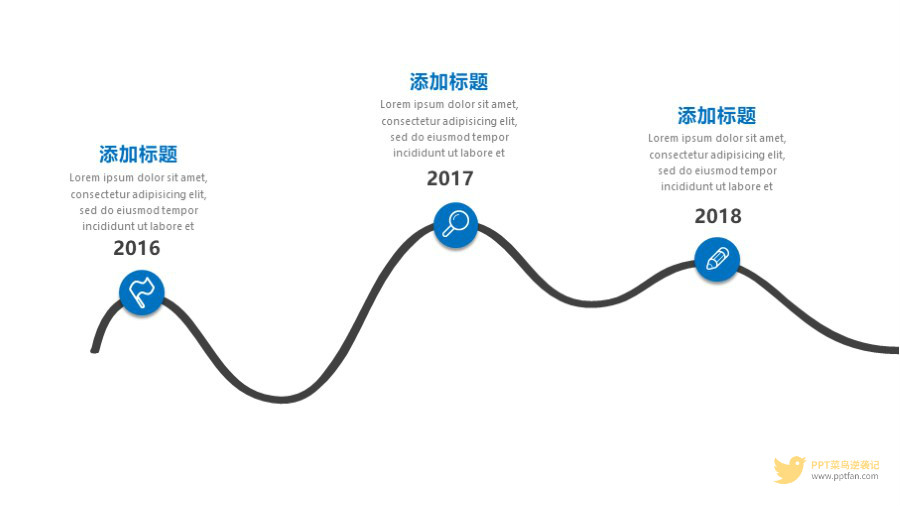 添加标题
Lorem ipsum dolor sit amet,
consectetur adipisicing elit,
sed do eiusmod tempor
incididunt ut labore et
2016
添加标题
Lorem ipsum dolor sit amet,
consectetur adipisicing elit,
sed do eiusmod tempor
incididunt ut labore et
2017
添加标题
Lorem ipsum dolor sit amet,
consectetur adipisicing elit,
sed do eiusmod tempor
incididunt ut labore et
2018
PPT菜鸟逆袭记
www.pptfan.com